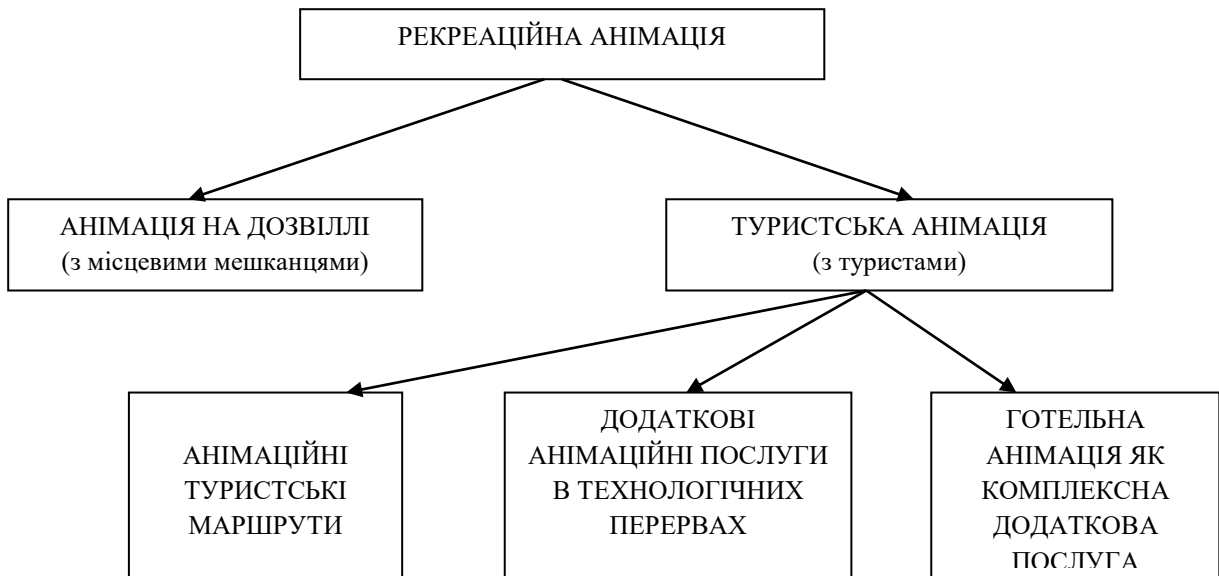 РЕКРЕАЦІЙНА АНІМАЦІЯ
АНІМАЦІЯ НА ДОЗВІЛЛІ
(з місцевими мешканцями)
ТУРИСТСЬКА АНІМАЦІЯ
(з туристами)
АНІМАЦІЙНІ
ТУРИСТСЬКІ
МАРШРУТИ
ДОДАТКОВІ
АНІМАЦІЙНІ ПОСЛУГИ
В ТЕХНОЛОГІЧНИХ
ПЕРЕРВАХ
ГОТЕЛЬНА
АНІМАЦІЯ ЯК
КОМПЛЕКСНА
ДОДАТКОВА
ПОСЛУГА